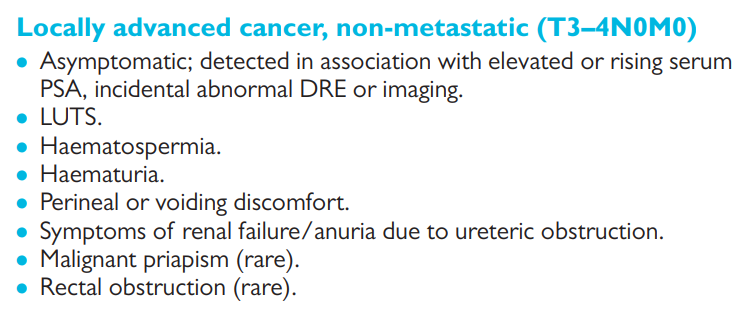 Locally advanced cancer, non-metastatic (T3–4N0M0)
• Asymptomatic; detected in association with elevated or rising serum
PSA, incidental abnormal DRE or imaging.
• LUTS.
• Haematospermia.
• Haematuria.
• Perineal or voiding discomfort.
• Symptoms of renal failure/anuria due to ureteric obstruction.
• Malignant priapism (rare).
• Rectal obstruction (rare).